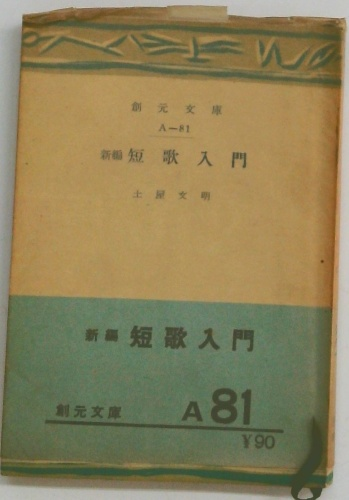 創元文庫
A—81
新編 短歌入門
土屋文明
新編 短歌入門
創元文庫 A 81
¥90